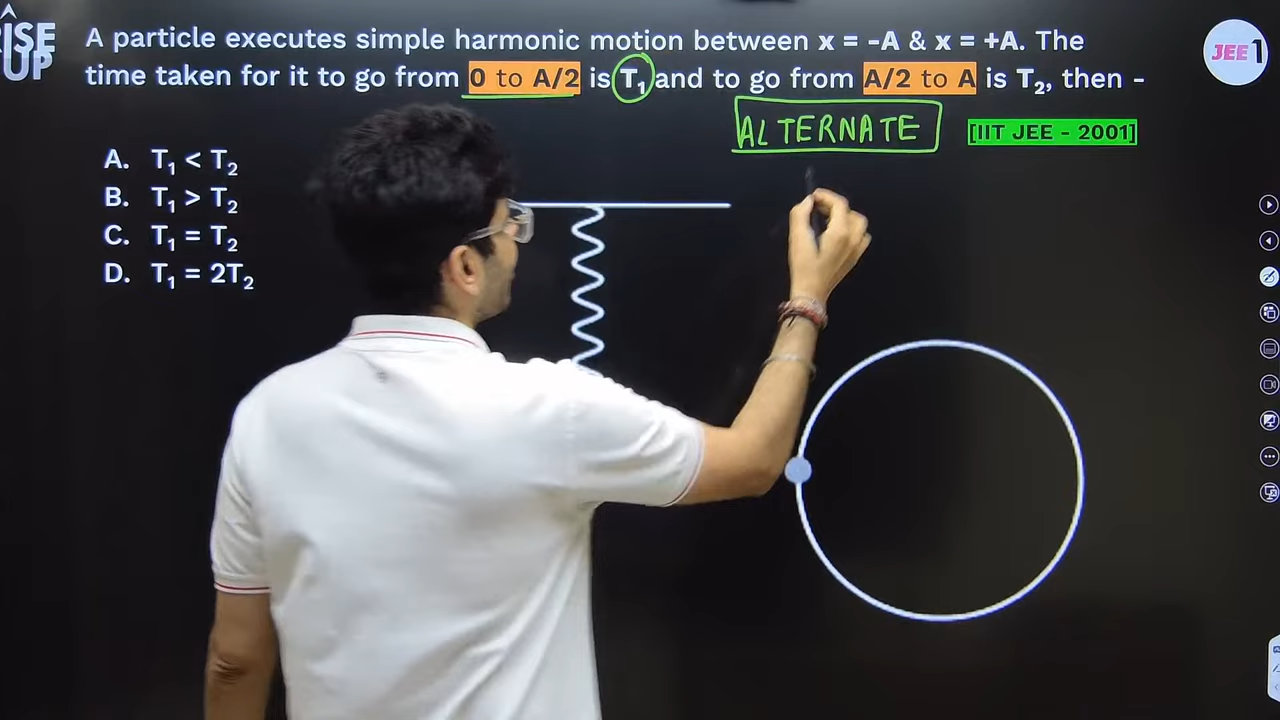 RISE
UP
A particle executes simple harmonic motion between x = -A & x = +A. The
time taken for it to go from 0 to A/2 is T₁ and to go from A/2 to A is T₂, then -
ALTERNATE
[IIT JEE - 2001]
JEE 1
A. T₁ < T₂
B. T₁ > T₂
C. T₁ = T₂
D. T₁ = 2T₂